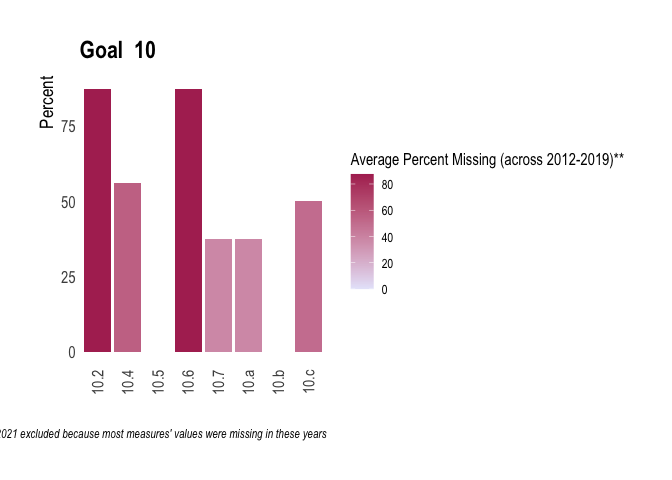 Goal 10
Percent
75
50
25
0
10.2
10.4
10.5
10.6
10.7
10.a
10.b
10.c
Average Percent Missing (across 2012-2019)**
80
60
40
20
0
2021 excluded because most measures' values were missing in these years